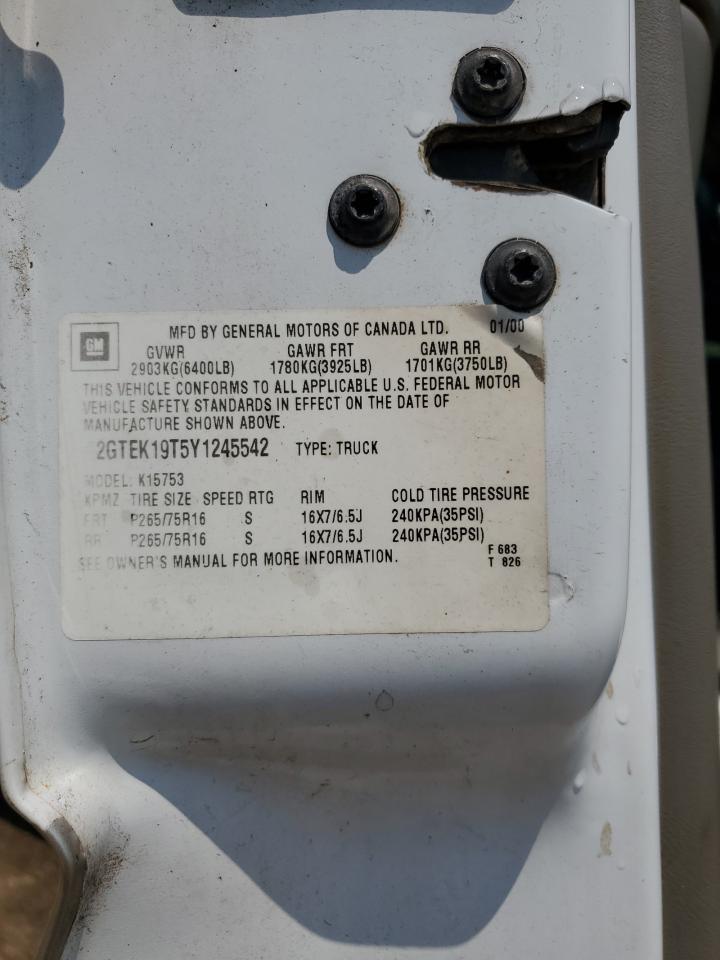 GM
MFD BY GENERAL MOTORS OF CANADA LTD. 01/00
GVWR GAWR FRT GAWR RR
2903KG(6400LB) 1780KG(3925LB) 1701KG(3750LB)
THIS VEHICLE CONFORMS TO ALL APPLICABLE U.S. FEDERAL MOTOR
VEHICLE SAFETY STANDARDS IN EFFECT ON THE DATE OF
MANUFACTURE SHOWN ABOVE.
2GTEK19T5Y1245542 TYPE: TRUCK
MODEL: K15753
KPMZ TIRE SIZE SPEED RTG RIM COLD TIRE PRESSURE
FRT P265/75R16 S 16X7/6.5J 240KPA(35PSI)
RR P265/75R16 S 16X7/6.5J 240KPA(35PSI)
SEE OWNER'S MANUAL FOR MORE INFORMATION. F 683
T 826